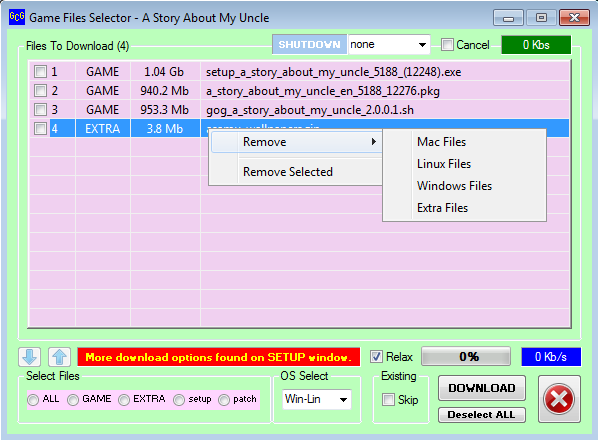 GcG Game Files Selector - A Story About My Uncle
Files To Download (4) SHUTDOWN none Cancel 0 Kbs
1 GAME 1.04 Gb setup_a_story_about_my_uncle_5188_(12248).exe
2 GAME 940.2 Mb a_story_about_my_uncle_en_5188_12276.pkg
3 GAME 953.3 Mb gog_a_story_about_my_uncle_2.0.0.1.sh
4 EXTRA 3.8 Mb
Remove
Remove Selected
Mac Files
Linux Files
Windows Files
Extra Files
More download options found on SETUP window. Relax 0% 0 Kb/s
Select Files OS Select Existing
ALL GAME EXTRA setup patch Win-Lin Skip
DOWNLOAD
Deselect ALL